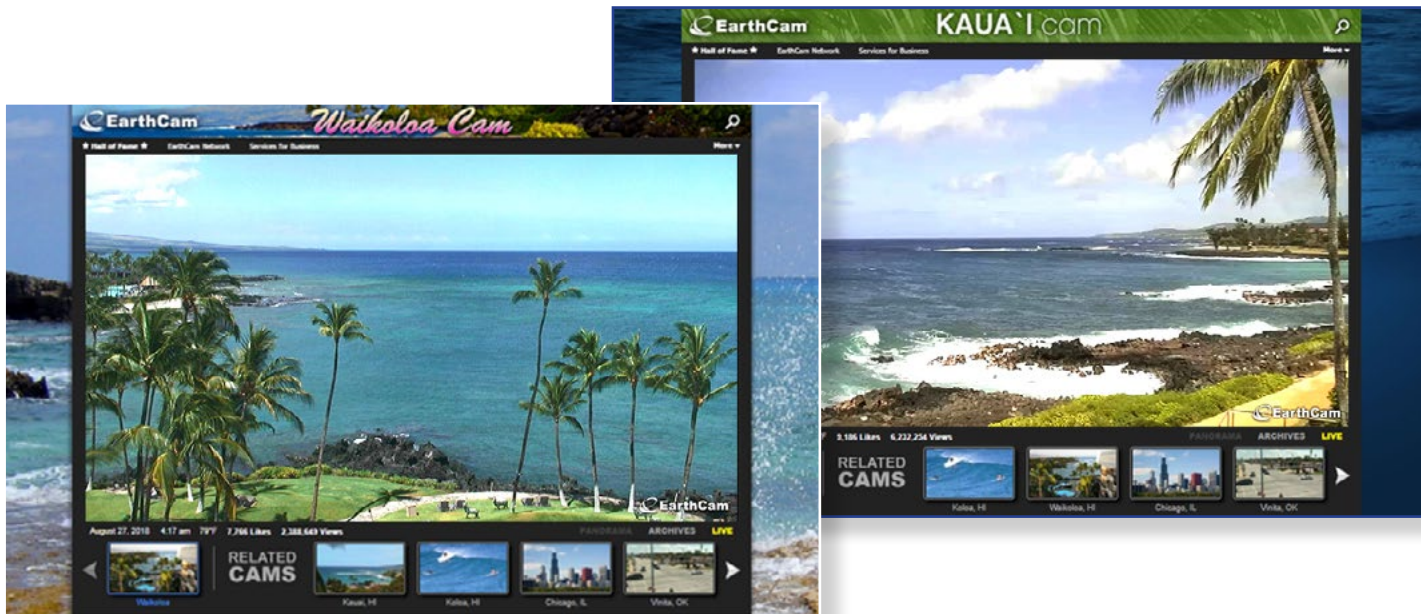 EarthCam
KAUA`I cam
★ Hall of Fame ★ EarthCam Network Services for Business More
EarthCam
9,186 Likes 6,232,254 Views PANORAMA ARCHIVES LIVE
RELATED
CAMS
Koloa, HI Waikoloa, HI Chicago, IL Vinita, OK
EarthCam
Waikoloa Cam
★ Hall of Fame ★ EarthCam Network Services for Business More
EarthCam
August 27, 2018 4:17 am 79°F 7,766 Likes 2,388,649 Views PANORAMA ARCHIVES LIVE
RELATED
CAMS
Waikoloa Kauai, HI Koloa, HI Chicago, IL Vinita, OK